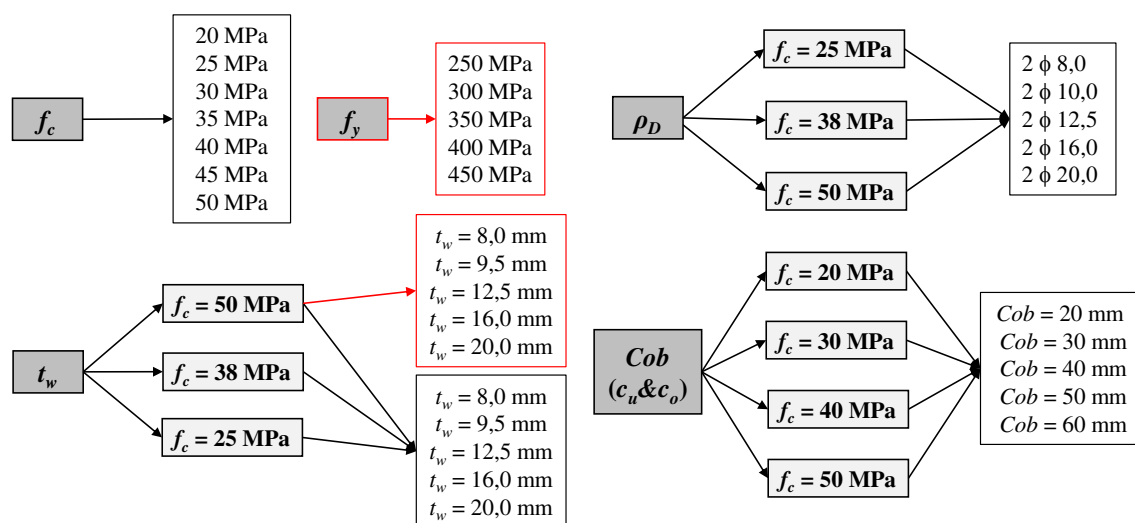 f_c
20 MPa
25 MPa
30 MPa
35 MPa
40 MPa
45 MPa
50 MPa
f_y
250 MPa
300 MPa
350 MPa
400 MPa
450 MPa
ρ_D
f_c = 25 MPa
f_c = 38 MPa
f_c = 50 MPa
2 ϕ 8,0
2 ϕ 10,0
2 ϕ 12,5
2 ϕ 16,0
2 ϕ 20,0
t_w
f_c = 50 MPa
f_c = 38 MPa
f_c = 25 MPa
t_w = 8,0 mm
t_w = 9,5 mm
t_w = 12,5 mm
t_w = 16,0 mm
t_w = 20,0 mm
t_w = 8,0 mm
t_w = 9,5 mm
t_w = 12,5 mm
t_w = 16,0 mm
t_w = 20,0 mm
Cob
(c_u&c_o)
f_c = 20 MPa
f_c = 30 MPa
f_c = 40 MPa
f_c = 50 MPa
Cob = 20 mm
Cob = 30 mm
Cob = 40 mm
Cob = 50 mm
Cob = 60 mm